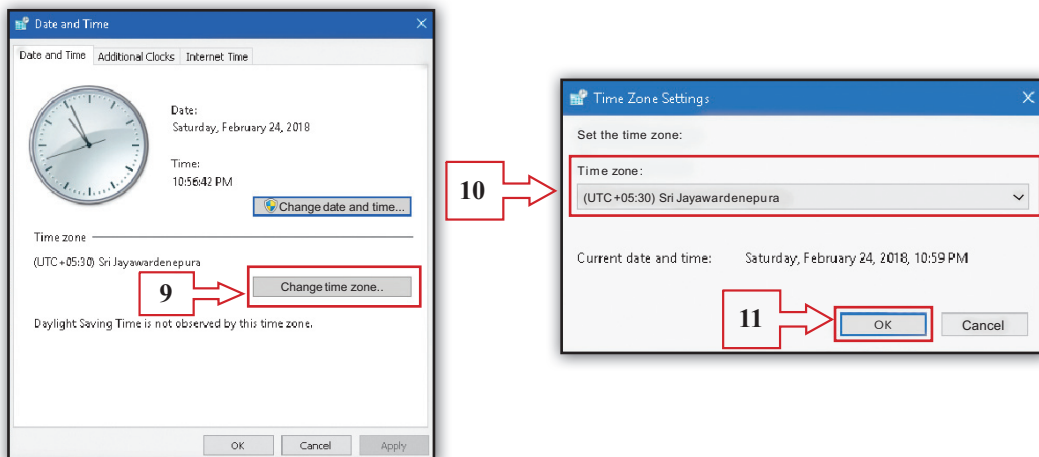 Date and Time
Date and Time Additional Clocks Internet Time
Date:
Saturday, February 24, 2018
Time:
10:56:42 PM
Change date and time...
Time zone
(UTC+05:30) Sri Jayawardenepura
9
Change time zone..
Daylight Saving Time is not observed by this time zone.
OK Cancel Apply
10
Time Zone Settings
Set the time zone:
Time zone:
(UTC+05:30) Sri Jayawardenepura
Current date and time: Saturday, February 24, 2018, 10:59 PM
11
OK Cancel